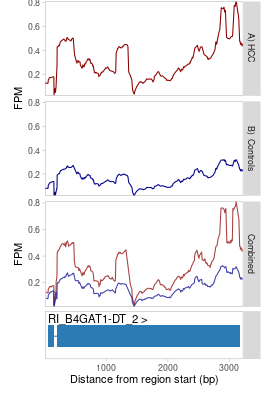 0.8
0.6
0.4
0.2
FPM
A) HCC
0.8
0.6
0.4
0.2
B) Controls
0.8
0.6
0.4
0.2
FPM
Combined
RI_B4GAT1-DT_2 >
1000
2000
3000
Distance from region start (bp)